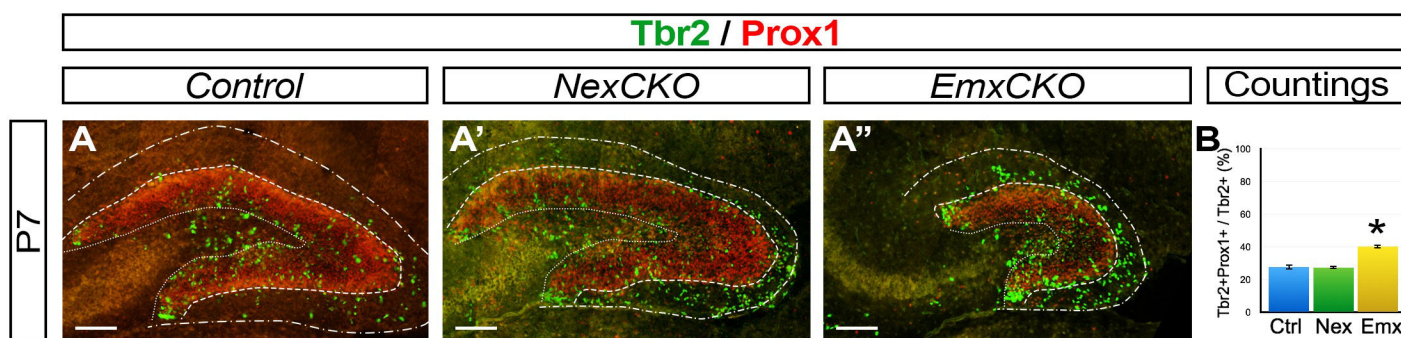 Tbr2 / Prox1
Control
NexCKO
EmxCKO
Countings
P7
A
A'
A"
B
Tbr2+Prox1+ / Tbr2+ (%)
100
80
60
40
20
0
*
Ctrl Nex Emx